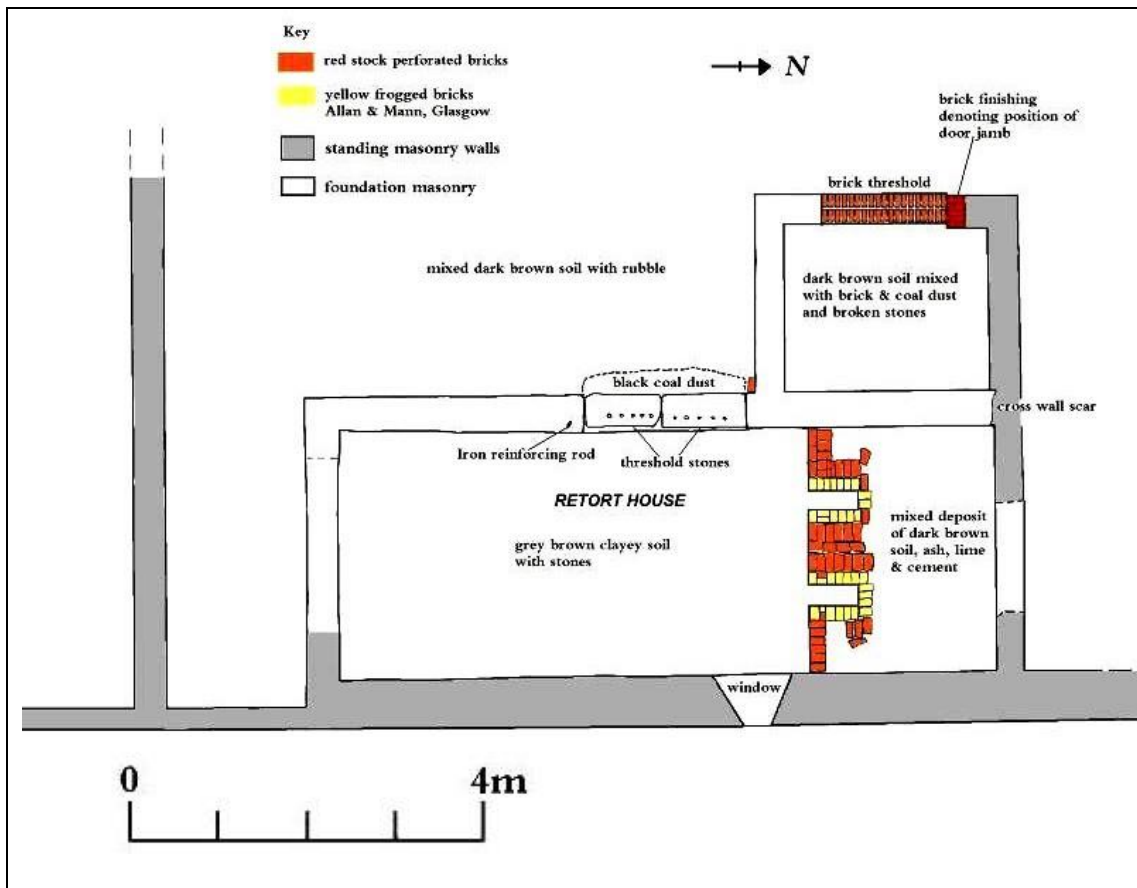 Key
red stock perforated bricks
yellow frogged bricks
Allan & Mann, Glasgow
standing masonry walls
foundation masonry
N
brick finishing
denoting position of
door jamb
brick threshold
mixed dark brown soil with rubble
dark brown soil mixed
with brick & coal dust
and broken stones
black coal dust
cross wall scar
Iron reinforcing rod
threshold stones
RETORT HOUSE
grey brown clayey soil
with stones
mixed deposit
of dark brown
soil, ash, lime
& cement
window
0
4m